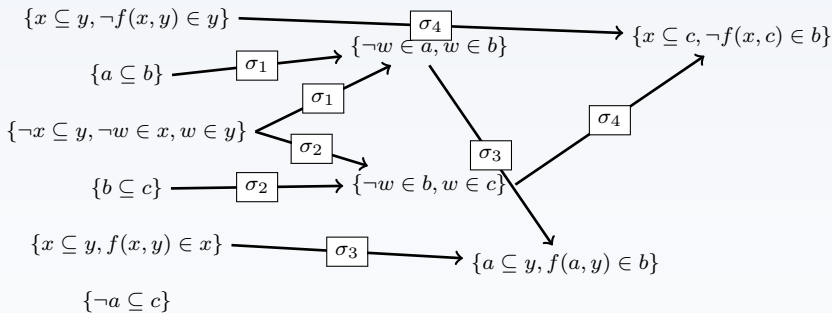 {x ⊆ y, ¬f(x, y) ∈ y}
σ4
{x ⊆ c, ¬f(x, c) ∈ b}
{¬w ∈ a, w ∈ b}
{a ⊆ b}
σ1
σ1
σ4
{¬x ⊆ y, ¬w ∈ x, w ∈ y}
σ2
σ3
{b ⊆ c}
σ2
{¬w ∈ b, w ∈ c}
{x ⊆ y, f(x, y) ∈ x}
σ3
{a ⊆ y, f(a, y) ∈ b}
{¬a ⊆ c}